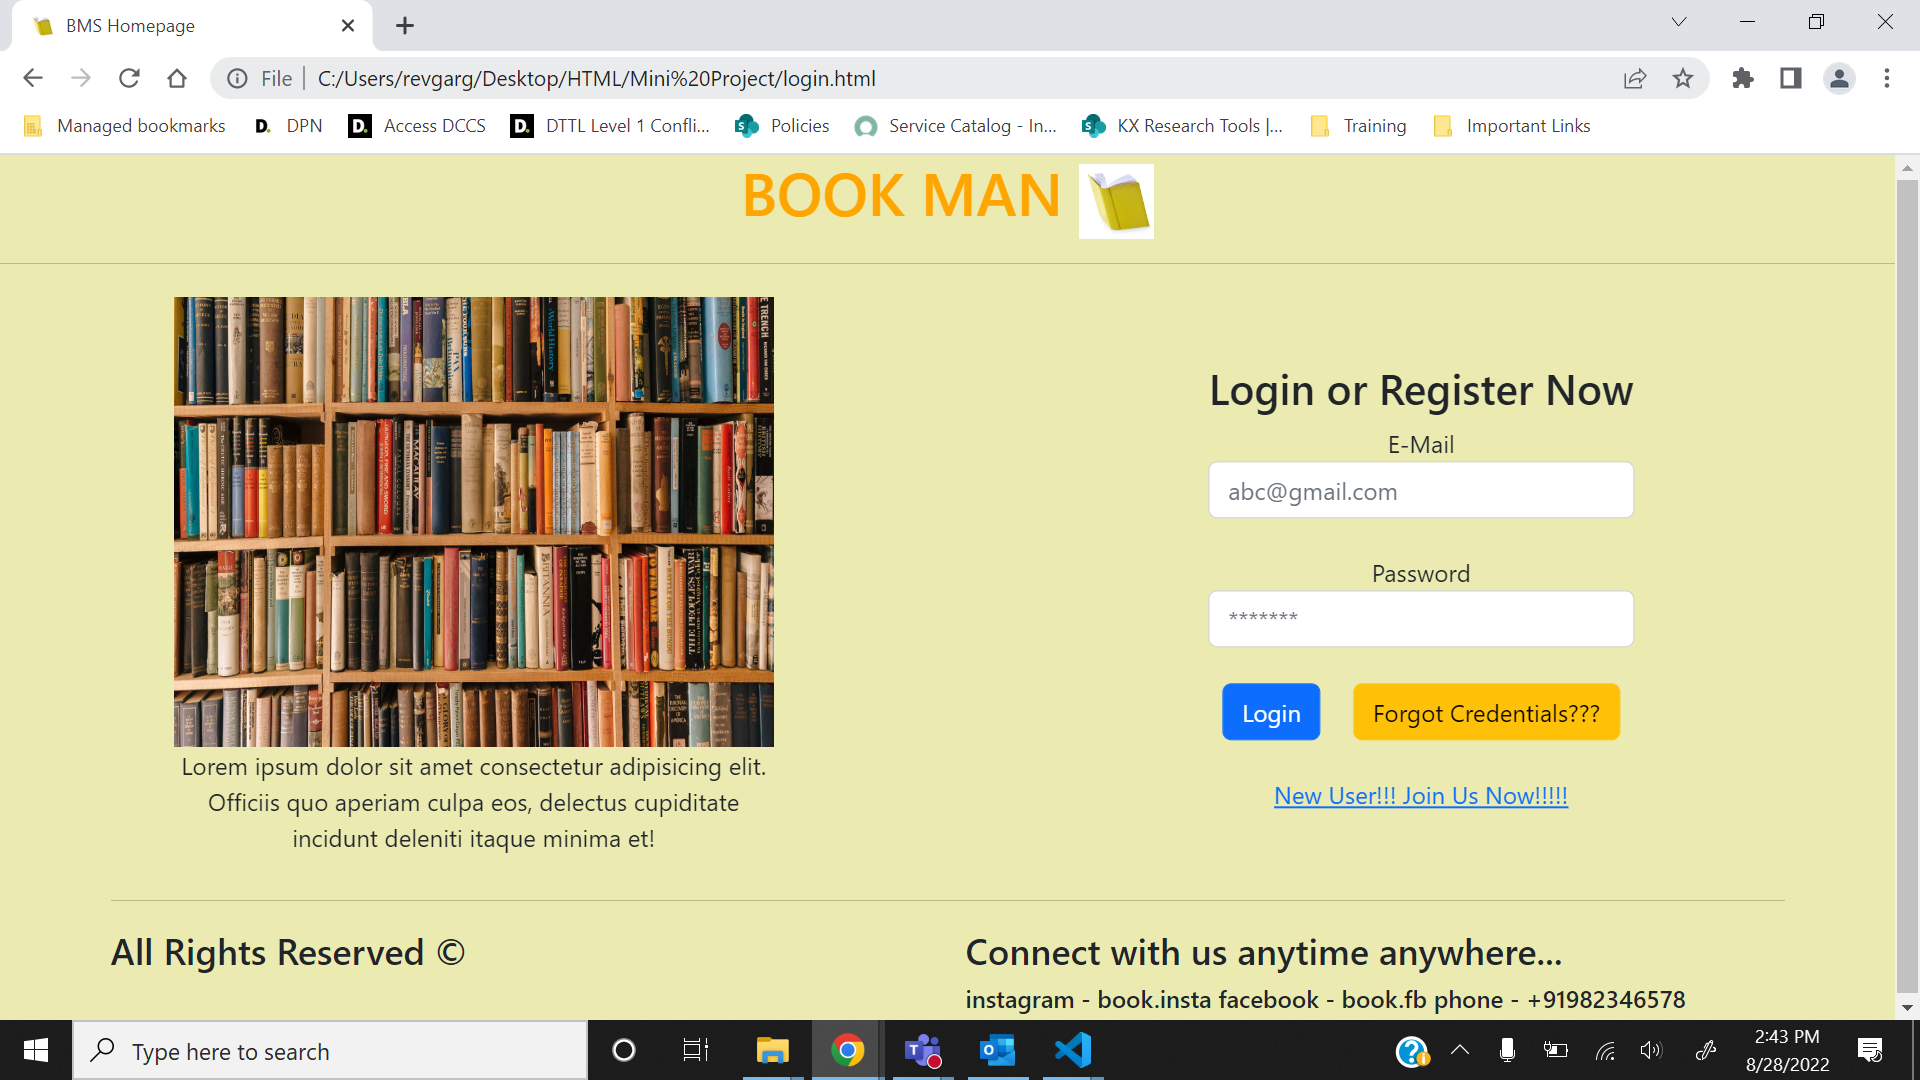 BMS Homepage
File
C:/Users/revgarg/Desktop/HTML/Mini%20Project/login.html
Managed bookmarks
D. DPN
D. Access DCCS
D. DTTL Level 1 Confli...
Policies
Service Catalog - In...
KX Research Tools |...
Training
Important Links
BOOK MAN
Login or Register Now
E-Mail
abc@gmail.com
Password
*******
Login
Forgot Credentials???
New User!!! Join Us Now!!!!!
Lorem ipsum dolor sit amet consectetur adipisicing elit.
Officiis quo aperiam culpa eos, delectus cupiditate
incidunt deleniti itaque minima et!
All Rights Reserved ©
Connect with us anytime anywhere...
instagram - book.insta facebook - book.fb phone - +91982346578
Type here to search
2:43 PM
8/28/2022